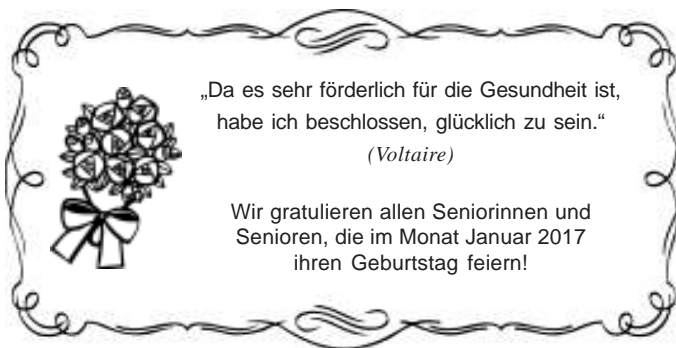 „Da es sehr förderlich für die Gesundheit ist,
habe ich beschlossen, glücklich zu sein.“
(Voltaire)
Wir gratulieren allen Seniorinnen und
Senioren, die im Monat Januar 2017
ihren Geburtstag feiern!